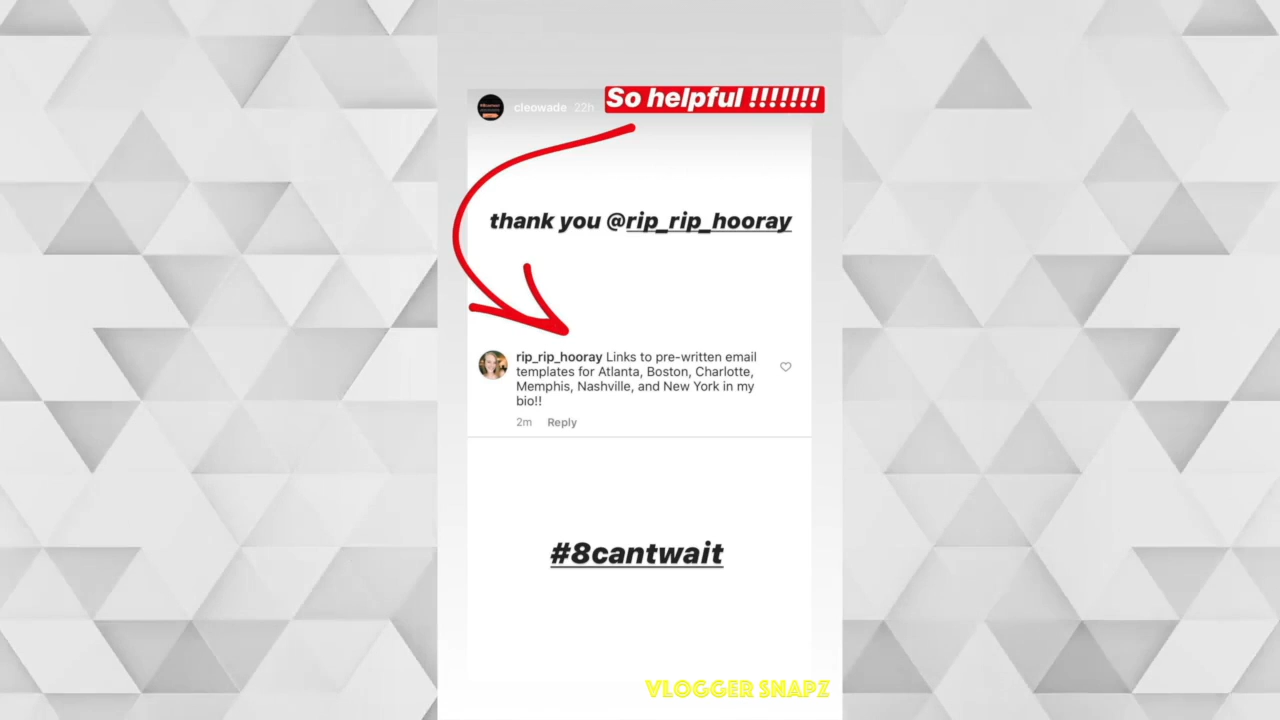 cleowade 22h
So helpful !!!!!!!
thank you @rip_rip_hooray
rip_rip_hooray Links to pre-written email
templates for Atlanta, Boston, Charlotte,
Memphis, Nashville, and New York in my
bio!!
2m Reply
#8cantwait
VLOGGER SNAPZ